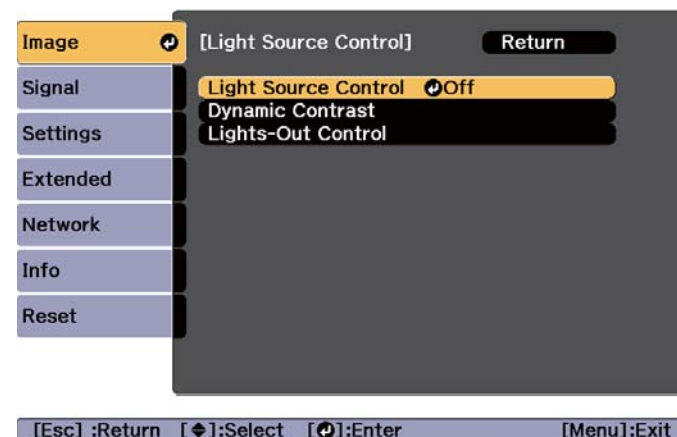 Image
Signal
Settings
Extended
Network
Info
Reset
[Light Source Control] Return
Light Source Control Off
Dynamic Contrast
Lights-Out Control
[Esc] :Return [◆]:Select [⏎]:Enter [Menu]:Exit